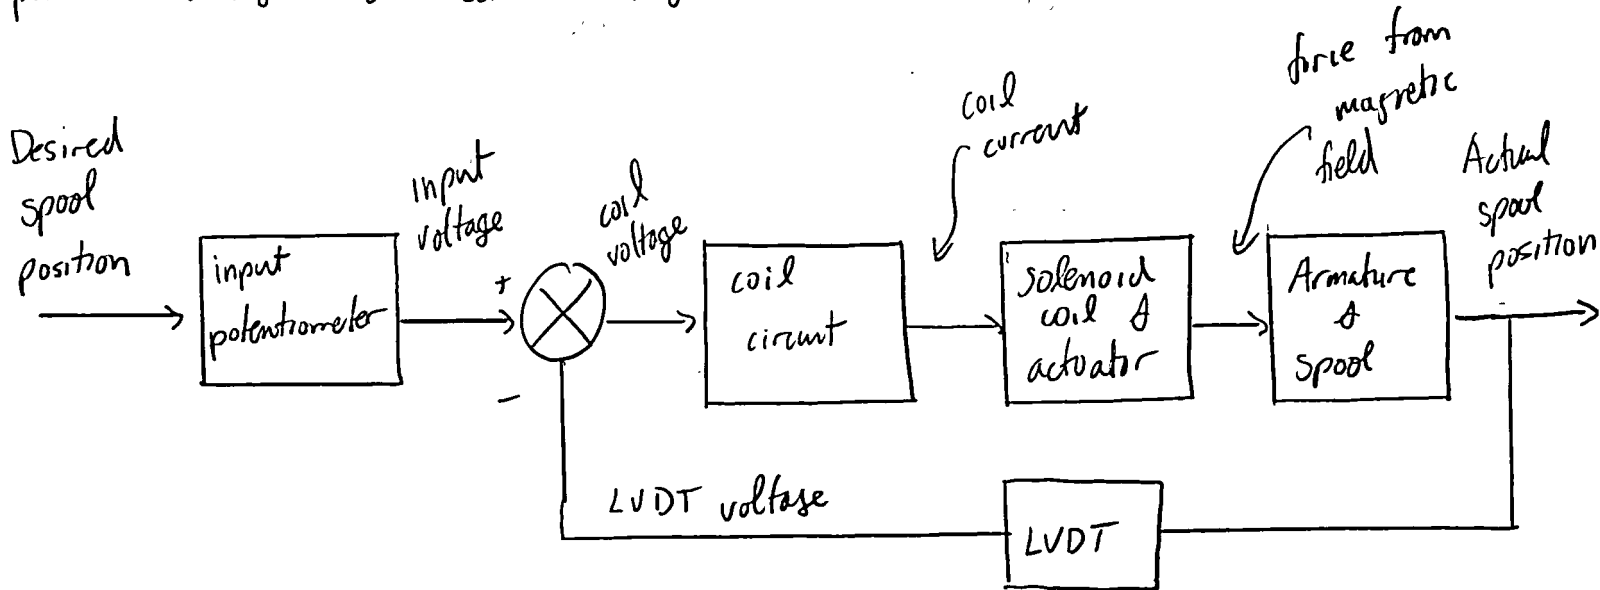 Desired
spool
position
input
potentiometer
input
voltage
+
-
coil
voltage
coil
circuit
coil
current
solenoid
coil &
actuator
force from
magnetic
field
Armature
&
spool
Actual
spool
position
LVDT voltage
LVDT